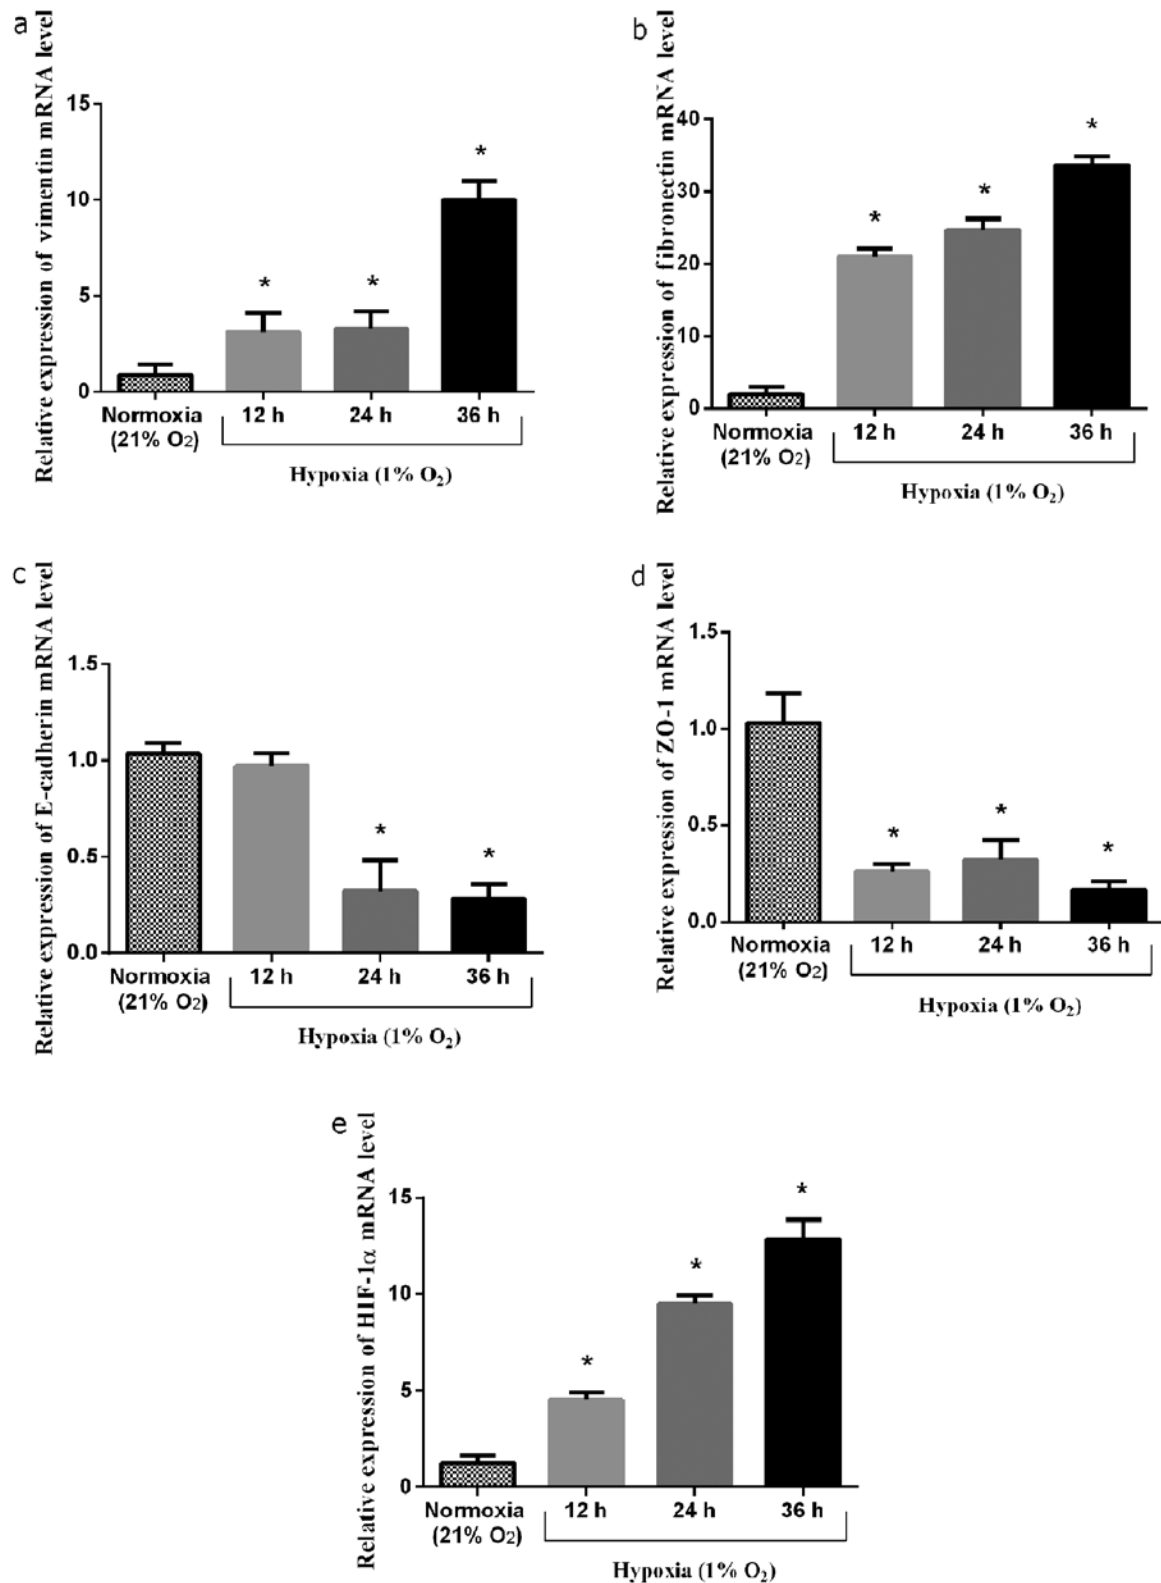 a
Relative expression of vimentin mRNA level
15
10
5
0
*
*
*
Normoxia
(21% O₂)
12 h
24 h
36 h
Hypoxia (1% O₂)
b
Relative expression of fibronectin mRNA level
40
30
20
10
0
*
*
*
Normoxia
(21% O₂)
12 h
24 h
36 h
Hypoxia (1% O₂)
c
Relative expression of E-cadherin mRNA level
1.5
1.0
0.5
0.0
*
*
Normoxia
(21% O₂)
12 h
24 h
36 h
Hypoxia (1% O₂)
d
Relative expression of ZO-1 mRNA level
1.5
1.0
0.5
0.0
*
*
*
Normoxia
(21% O₂)
12 h
24 h
36 h
Hypoxia (1% O₂)
e
Relative expression of HIF-1α mRNA level
15
10
5
0
*
*
*
Normoxia
(21% O₂)
12 h
24 h
36 h
Hypoxia (1% O₂)